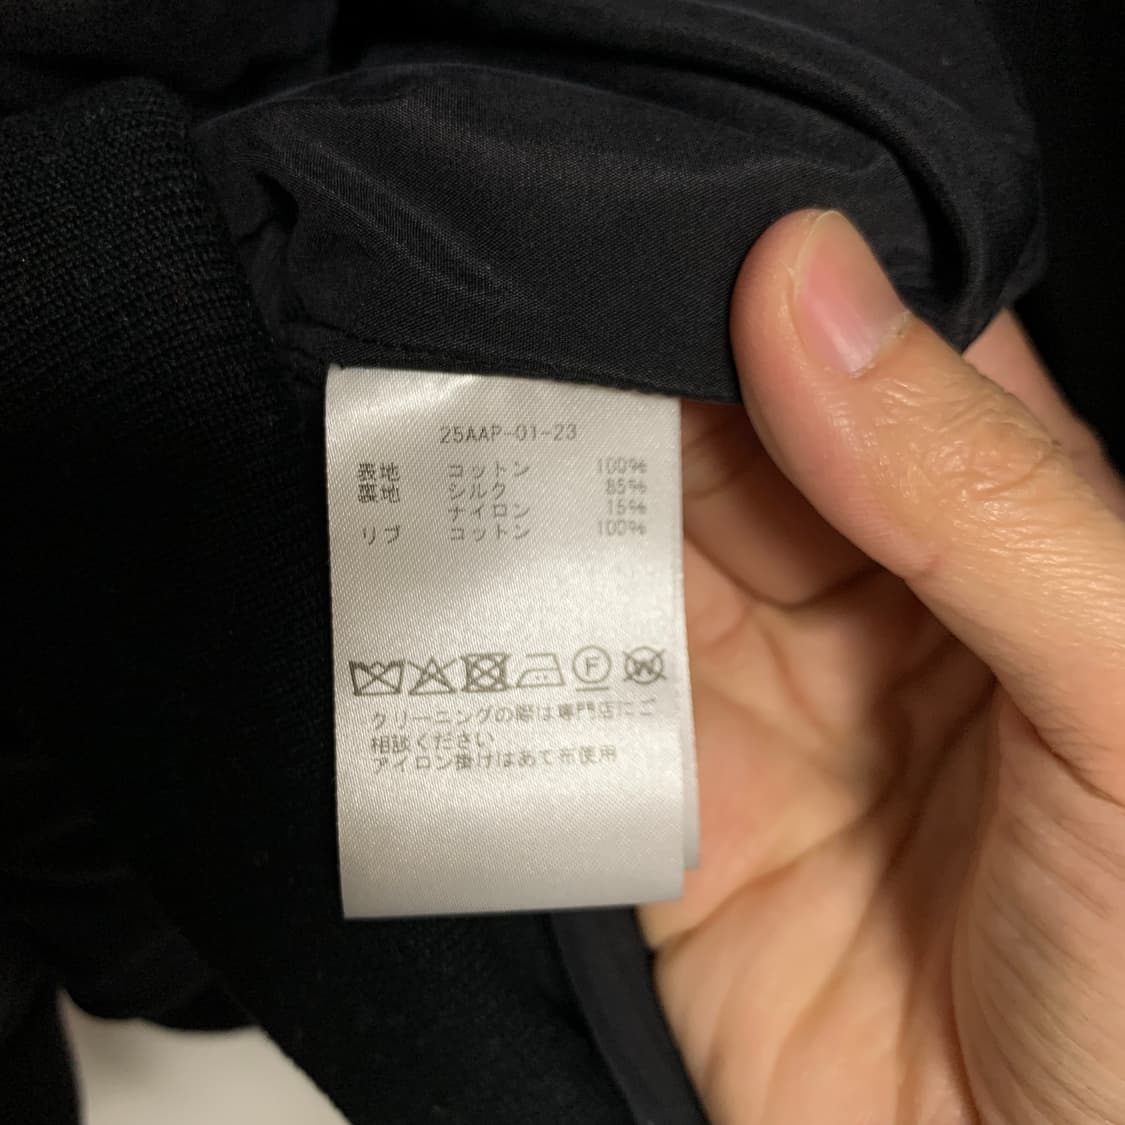 25AAP-01-23
表地 コットン 100%
裏地 シルク 85%
ナイロン 15%
リブ コットン 100%
F W
クリーニングの際は専門店にご
相談ください
アイロン掛けはあて布使用